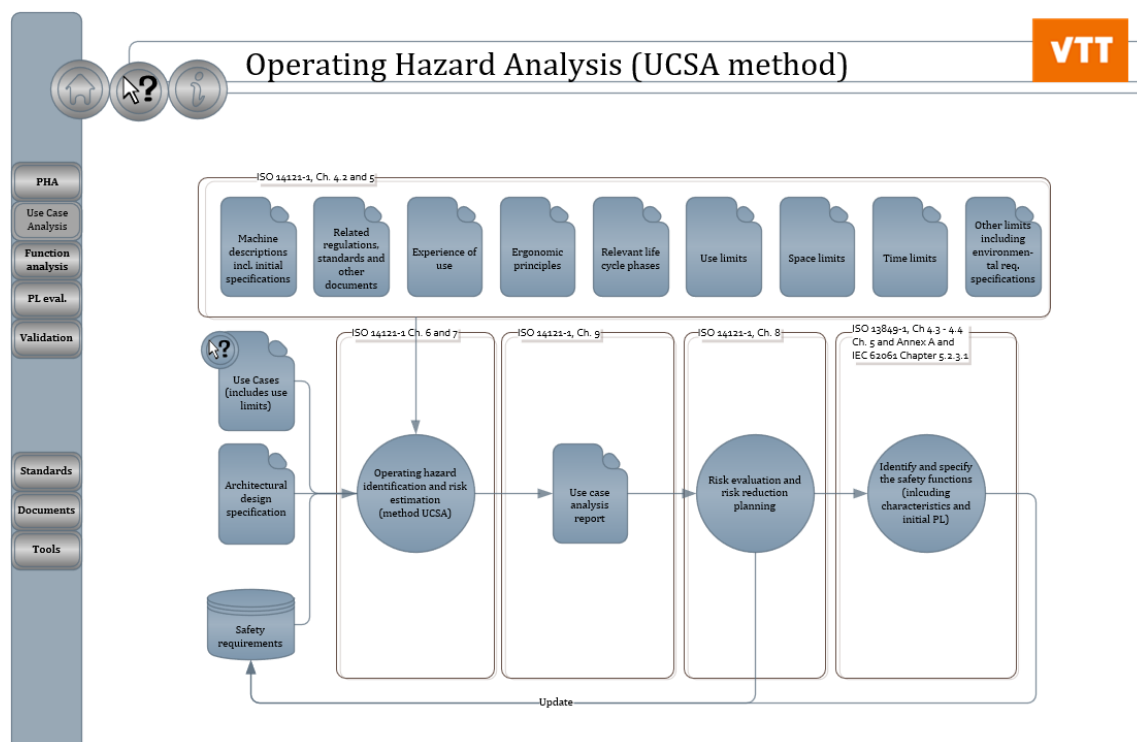 VTT
Operating Hazard Analysis (UCSA method)
?
i
PHA
Use Case
Analysis
Function
analysis
PL eval.
Validation
Standards
Documents
Tools
ISO 14121-1, Ch. 4.2 and 5
Machine
descriptions
incl. initial
specifications
Related
regulations,
standards and
other
documents
Experience of
use
Ergonomic
principles
Relevant life
cycle phases
Use limits
Space limits
Time limits
Other limits
including
environmen-
tal req.
specifications
ISO 14121-1 Ch. 6 and 7
ISO 14121-1, Ch. 9
ISO 14121-1, Ch. 8
ISO 13849-1, Ch 4.3 - 4.4
Ch. 5 and Annex A and
IEC 62061 Chapter 5.2.3.1
?
Use Cases
(includes use
limits)
Architectural
design
specification
Safety
requirements
Operating hazard
identification and risk
estimation
(method UCSA)
Use case
analysis
report
Risk evaluation and
risk reduction
planning
Identify and specify
the safety functions
(inlcuding
characteristics and
initial PL)
Update